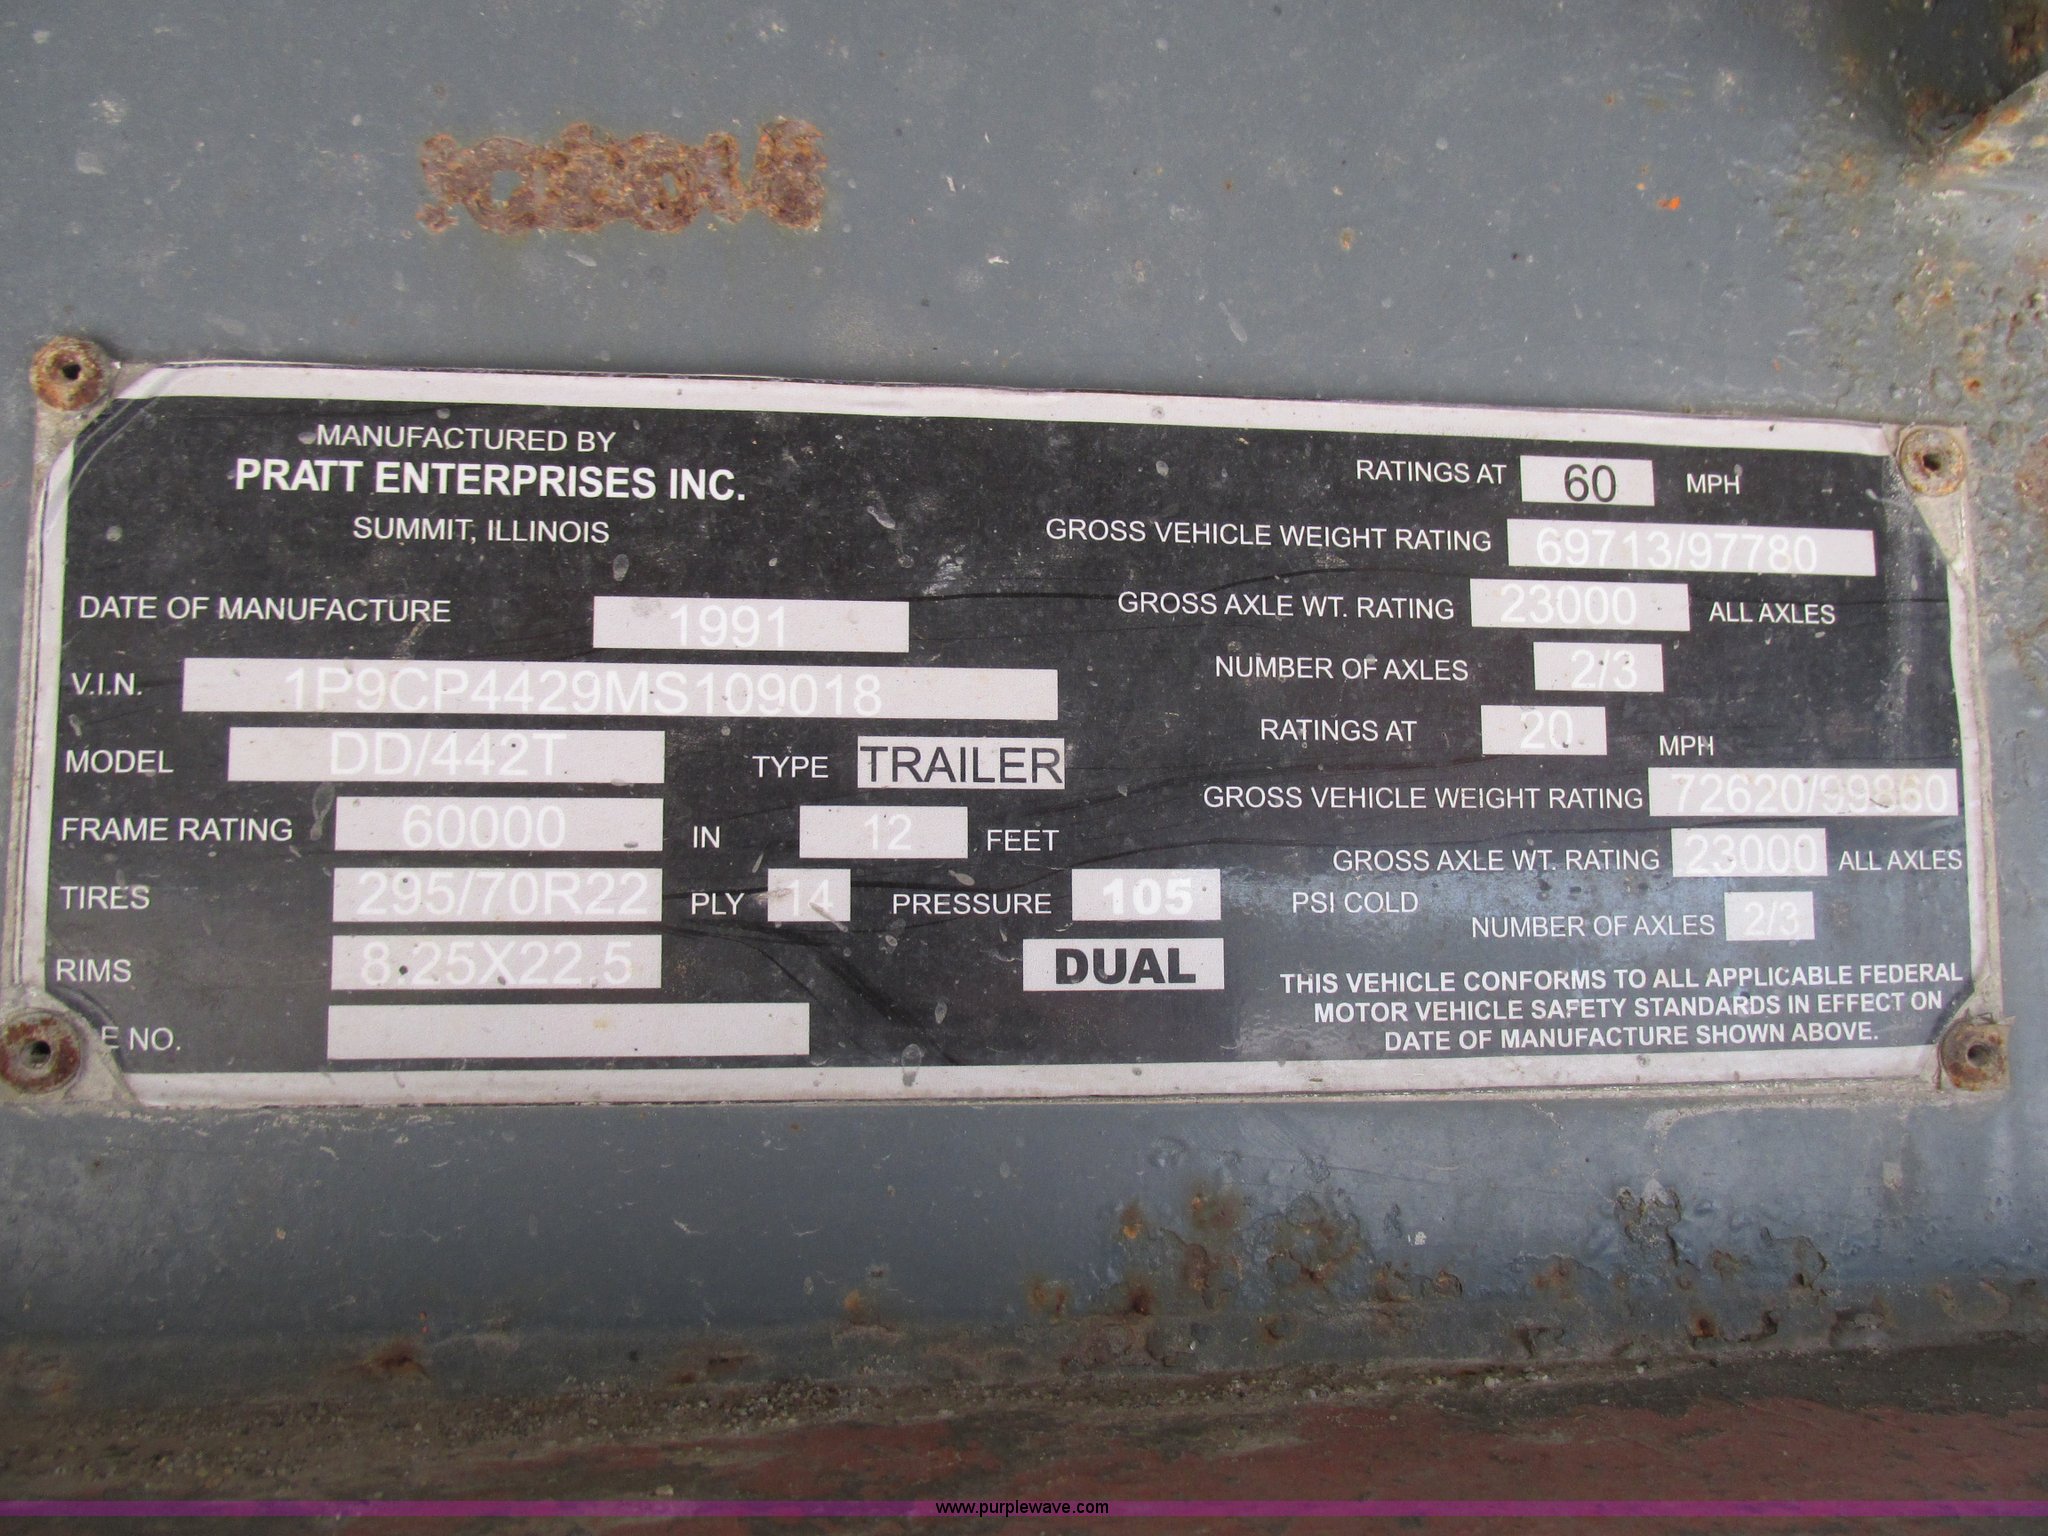 MANUFACTURED BY
PRATT ENTERPRISES INC.
SUMMIT, ILLINOIS
DATE OF MANUFACTURE 1991
V.I.N. 1P9CP4429MS109018
MODEL DD/442T TYPE TRAILER
FRAME RATING 60000 IN 12 FEET
TIRES 295/70R22 PLY 14 PRESSURE 105 PSI COLD
RIMS 8.25X22.5 DUAL
E NO.
RATINGS AT 60 MPH
GROSS VEHICLE WEIGHT RATING 69713/97780
GROSS AXLE WT. RATING 23000 ALL AXLES
NUMBER OF AXLES 2/3
RATINGS AT 20 MPH
GROSS VEHICLE WEIGHT RATING 72620/99860
GROSS AXLE WT. RATING 23000 ALL AXLES
NUMBER OF AXLES 2/3
THIS VEHICLE CONFORMS TO ALL APPLICABLE FEDERAL
MOTOR VEHICLE SAFETY STANDARDS IN EFFECT ON
DATE OF MANUFACTURE SHOWN ABOVE.
www.purplewave.com